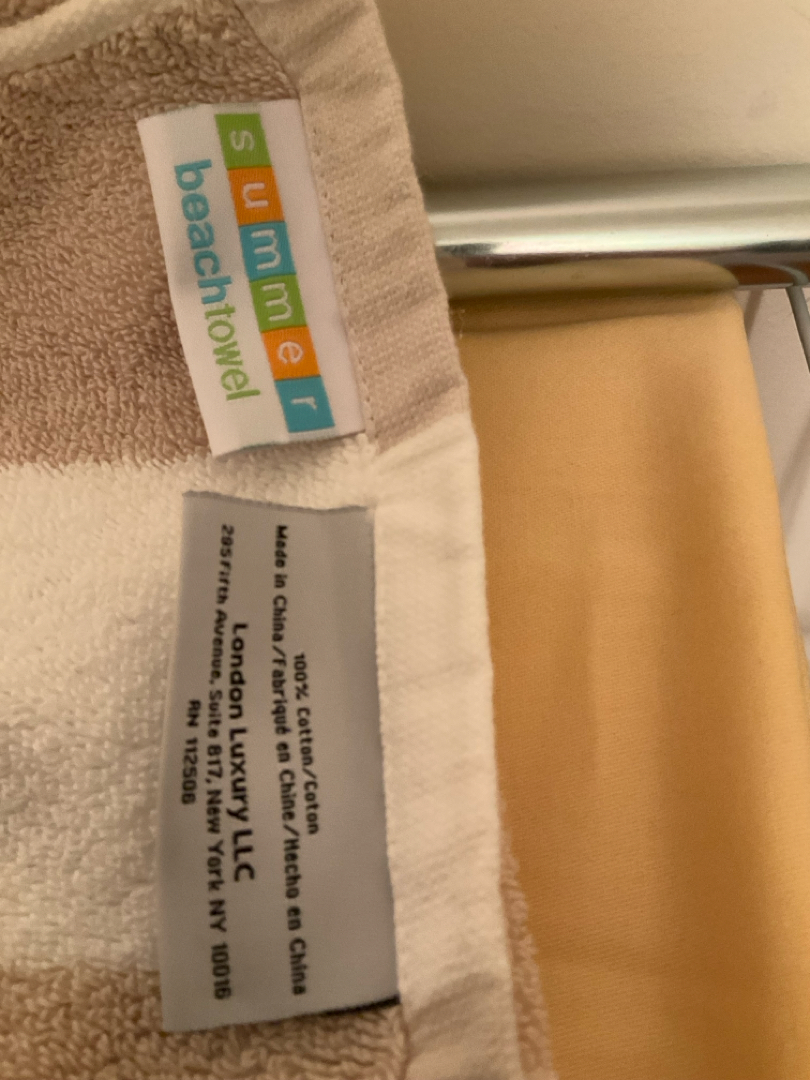 summer
beachtowel
100% Cotton/Coton
Made in China/Fabriqué en Chine/Hecho en China
London Luxury LLC
295 Fifth Avenue, Suite 817, New York NY 10016
RN 112506